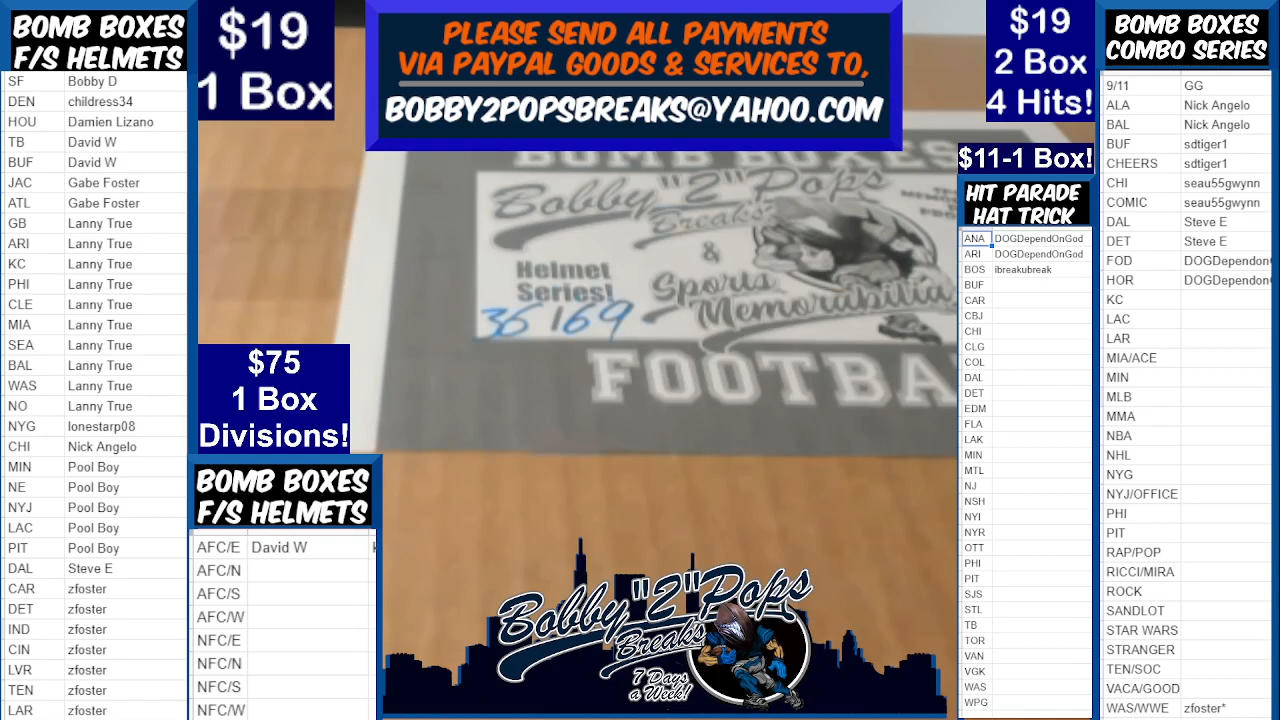 BOMB BOXES
F/S HELMETS
SF Bobby D
DEN childress34
HOU Damien Lizano
TB David W
BUF David W
JAC Gabe Foster
ATL Gabe Foster
GB Lanny True
ARI Lanny True
KC Lanny True
PHI Lanny True
CLE Lanny True
MIA Lanny True
SEA Lanny True
BAL Lanny True
WAS Lanny True
NO Lanny True
NYG lonestarp08
CHI Nick Angelo
MIN Pool Boy
NE Pool Boy
NYJ Pool Boy
LAC Pool Boy
PIT Pool Boy
DAL Steve E
CAR zfoster
DET zfoster
IND zfoster
CIN zfoster
LVR zfoster
TEN zfoster
LAR zfoster
$19
1 Box
$75
1 Box
Divisions!
BOMB BOXES
F/S HELMETS
AFC/E David W
AFC/N
AFC/S
AFC/W
NFC/E
NFC/N
NFC/S
NFC/W
PLEASE SEND ALL PAYMENTS
VIA PAYPAL GOODS & SERVICES TO,
BOBBY2POPSBREAKS@YAHOO.COM
BOMB BOXES
Bobby "2" Pops
Breaks
&
Helmet
Series!
Sports
Memorabilia
36/169
FOOTBA
Bobby "2" Pops
Breaks
7 Days
a Week!
$19
2 Box
4 Hits!
$11-1 Box!
HIT PARADE
HAT TRICK
ANA DOGDependOnGod
ARI DOGDependOnGod
BOS ibreakubreak
BUF
CAR
CBJ
CHI
CLG
COL
DAL
DET
EDM
FLA
LAK
MIN
MTL
NJ
NSH
NYI
NYR
OTT
PHI
PIT
SJS
STL
TB
TOR
VAN
VGK
WAS
WPG
BOMB BOXES
COMBO SERIES
9/11 GG
ALA Nick Angelo
BAL Nick Angelo
BUF sdtiger1
CHEERS sdtiger1
CHI seau55gwynn
COMIC seau55gwynn
DAL Steve E
DET Steve E
FOD DOGDependon
HOR DOGDependon
KC
LAC
LAR
MIA/ACE
MIN
MLB
MMA
NBA
NHL
NYG
NYJ/OFFICE
PHI
PIT
RAP/POP
RICCI/MIRA
ROCK
SANDLOT
STAR WARS
STRANGER
TEN/SOC
VACA/GOOD
WAS/WWE zfoster*